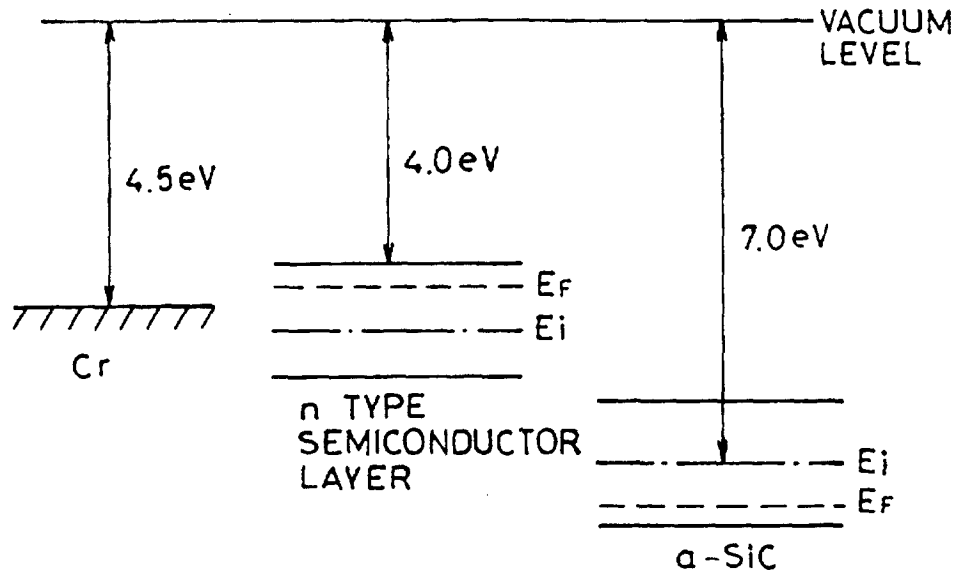 VACUUM
LEVEL
4.5eV
4.0eV
7.0eV
EF
Ei
Cr
n TYPE
SEMICONDUCTOR
LAYER
Ei
EF
a-SiC